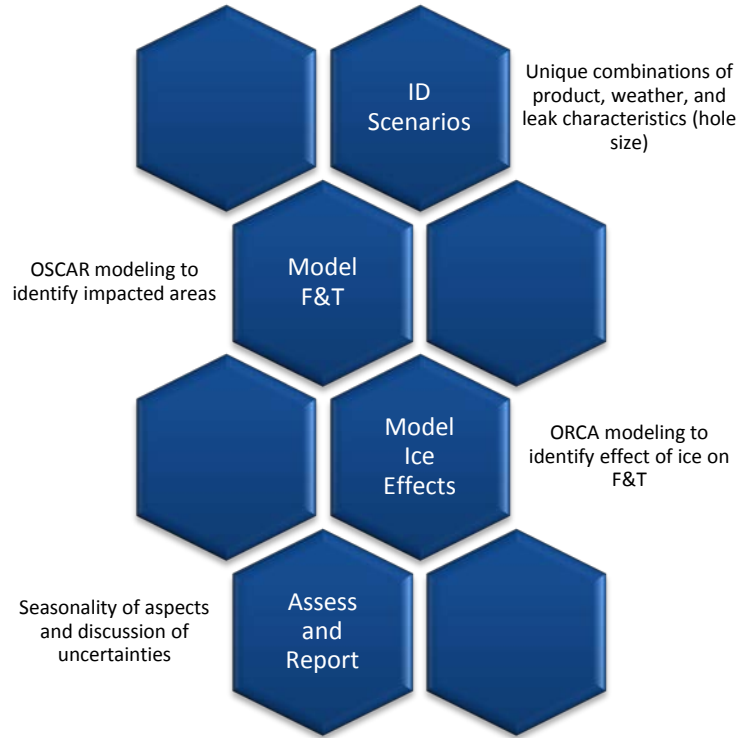 ID
Scenarios
Unique combinations of
product, weather, and
leak characteristics (hole
size)
OSCAR modeling to
identify impacted areas
Model
F&T
Model
Ice
Effects
ORCA modeling to
identify effect of ice on
F&T
Seasonality of aspects
and discussion of
uncertainties
Assess
and
Report